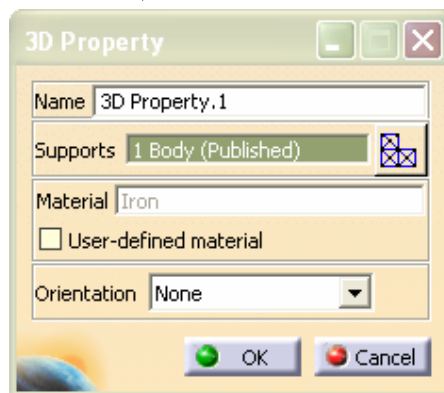 3D Property
Name 3D Property.1
Supports 1 Body (Published)
Material Iron
User-defined material
Orientation None
OK Cancel